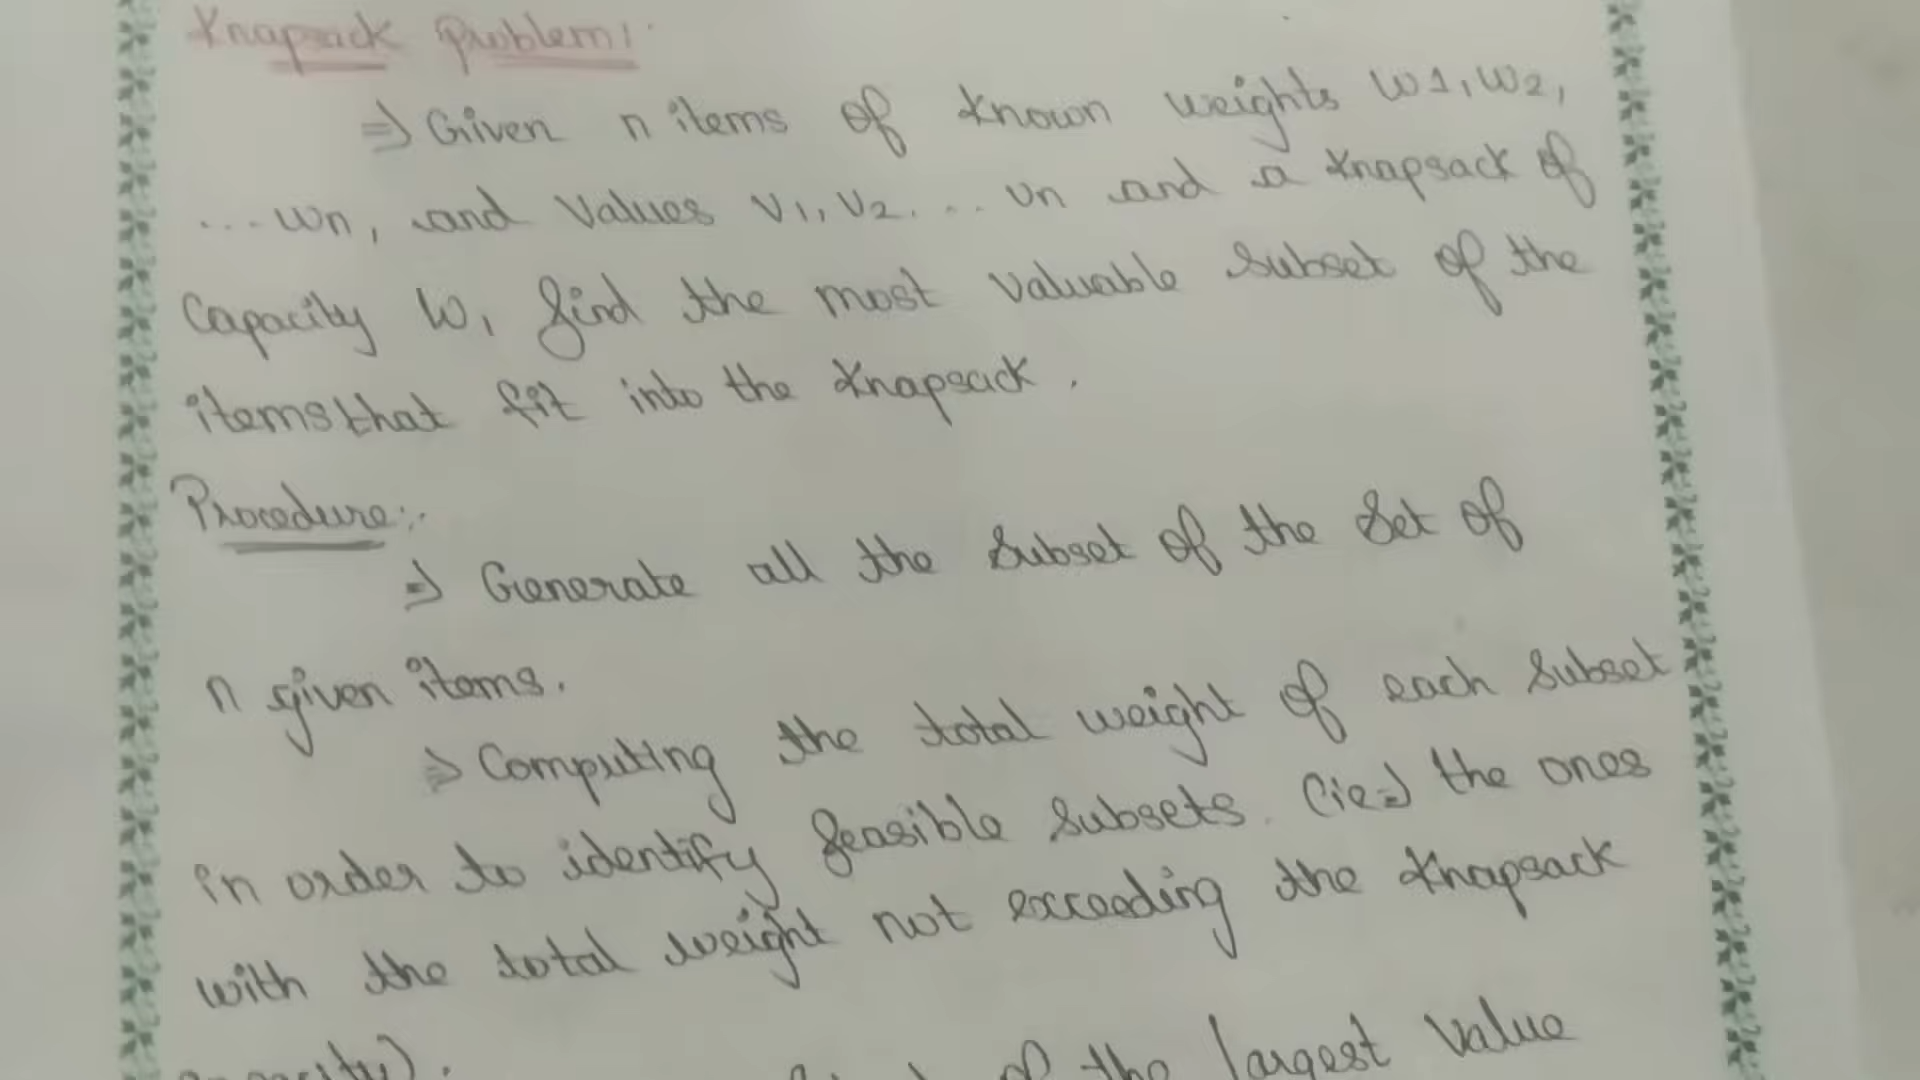 Knapsack Problem:
=> Given n items of known weights W1, W2,
... Wn, and values V1, V2. ... Vn and a knapsack of
Capacity W, find the most valuable subset of the
items that fit into the knapsack.
Procedure:-
=> Generate all the subset of the set of
n given items.
=> Computing the total weight of each subset
in order to identify feasible subsets. (ie=) the ones
with the total weight not exceeding the knapsack
of the largest value